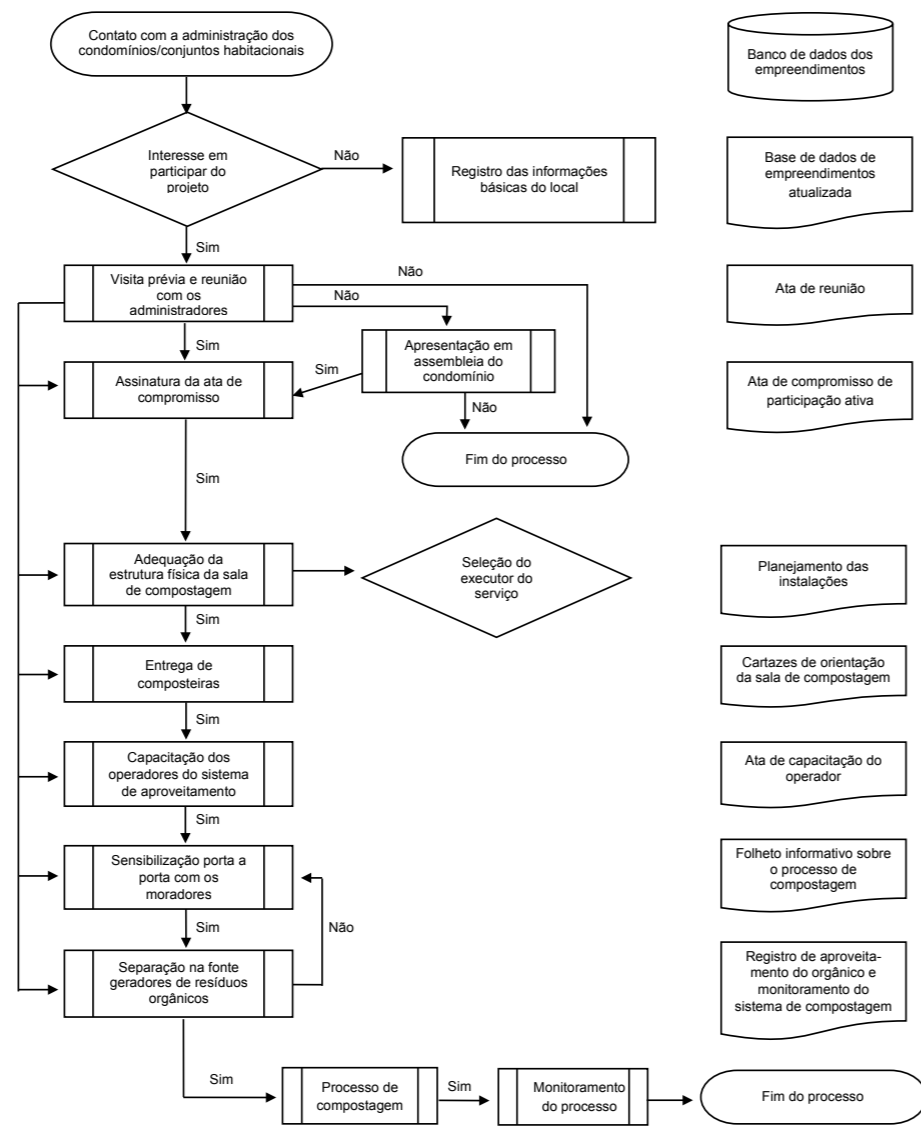 Contato com a administração dos
condomínios/conjuntos habitacionais
Banco de dados dos
empreendimentos
Interesse em
participar do
projeto
Não
Registro das informações
básicas do local
Base de dados de
empreendimentos
atualizada
Sim
Visita prévia e reunião
com os
administradores
Não
Não
Ata de reunião
Sim
Apresentação em
assembleia do
condomínio
Sim
Assinatura da ata de
compromisso
Não
Ata de compromisso de
participação ativa
Fim do processo
Sim
Adequação da
estrutura física da sala
de compostagem
Seleção do
executor do
serviço
Planejamento das
instalações
Sim
Entrega de
composteiras
Cartazes de orientação
da sala de compostagem
Sim
Capacitação dos
operadores do sistema
de aproveitamento
Ata de capacitação do
operador
Sim
Sensibilização porta a
porta com os
moradores
Folheto informativo sobre
o processo de
compostagem
Sim
Não
Separação na fonte
geradores de resíduos
orgânicos
Registro de aproveita-
mento do orgânico e
monitoramento do
sistema de compostagem
Sim
Processo de
compostagem
Sim
Monitoramento
do processo
Fim do processo